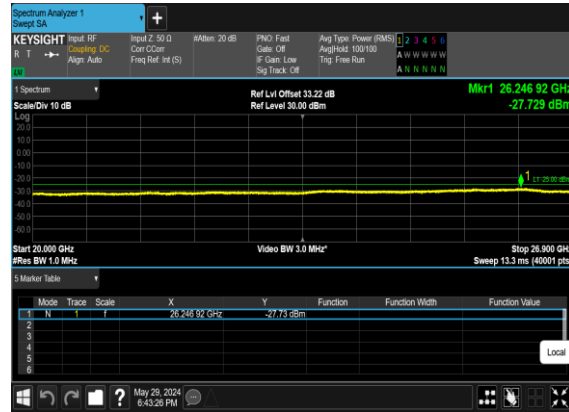 Spectrum Analyzer 1
Swept SA
+
KEYSIGHT Input: RF Input Z: 50 Ω #Atten: 20 dB PNO: Fast Avg Type: Power (RMS) 1 2 3 4 5 6
R T Coupling: DC Corr CCorr Gate: Off Avg|Hold: 100/100 A W W W W W
Align: Auto Freq Ref: Int (S) IF Gain: Low Trig: Free Run
Sig Track: Off A N N N N N
1 Spectrum Ref Lvl Offset 33.22 dB Mkr1 26.246 92 GHz
Scale/Div 10 dB Ref Level 30.00 dBm -27.729 dBm
Log
20.0
10.0
0.00
-10.0
-20.0 1 L1 -25.00 dBm
-30.0
-40.0
-50.0
-60.0
Start 20.000 GHz Video BW 3.0 MHz* Stop 26.900 GHz
#Res BW 1.0 MHz Sweep 13.3 ms (40001 pts)
5 Marker Table
Mode Trace Scale X Y Function Function Width Function Value
1 N 1 f 26.246 92 GHz -27.73 dBm
2
3
4
5
6
Local
? May 29, 2024
6:43:26 PM